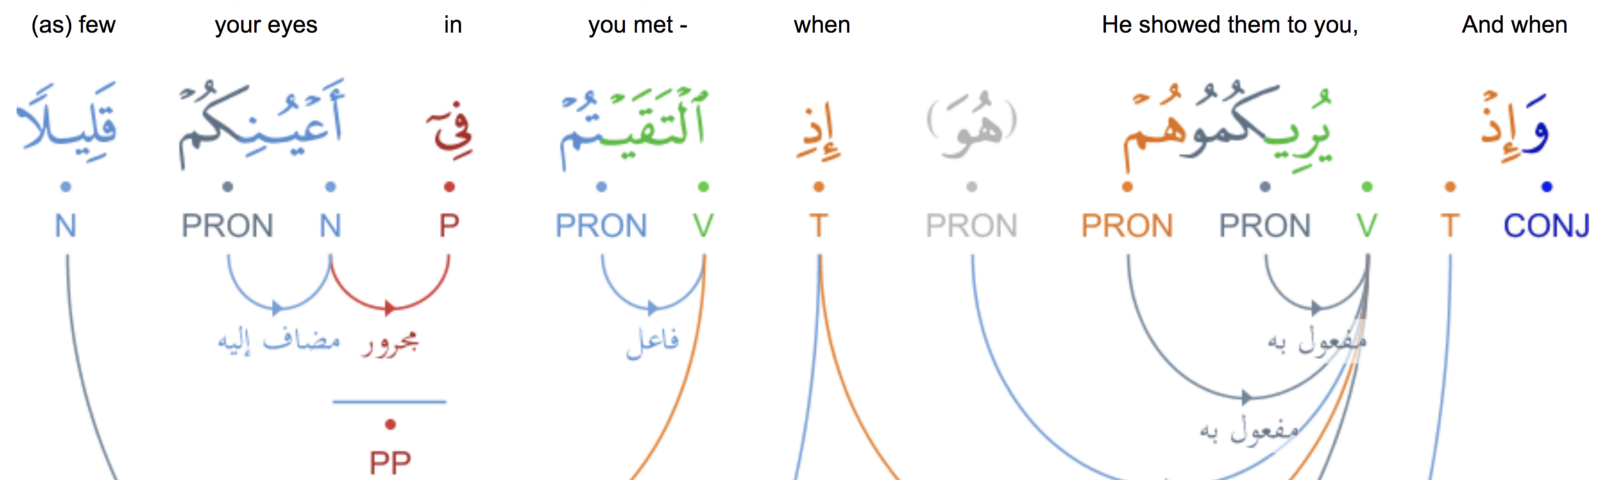 And when He showed them to you, when you met - in your eyes (as) few
وَإِذْ يُرِيكُمُوهُمْ (هُوَ) إِذِ ٱلْتَقَيْتُمْ فِىٓ أَعْيُنِكُمْ قَلِيلًا
CONJ T V PRON PRON PRON T V PRON P N PRON N
مفعول به فاعل مجرور مضاف إليه
مفعول به
PP